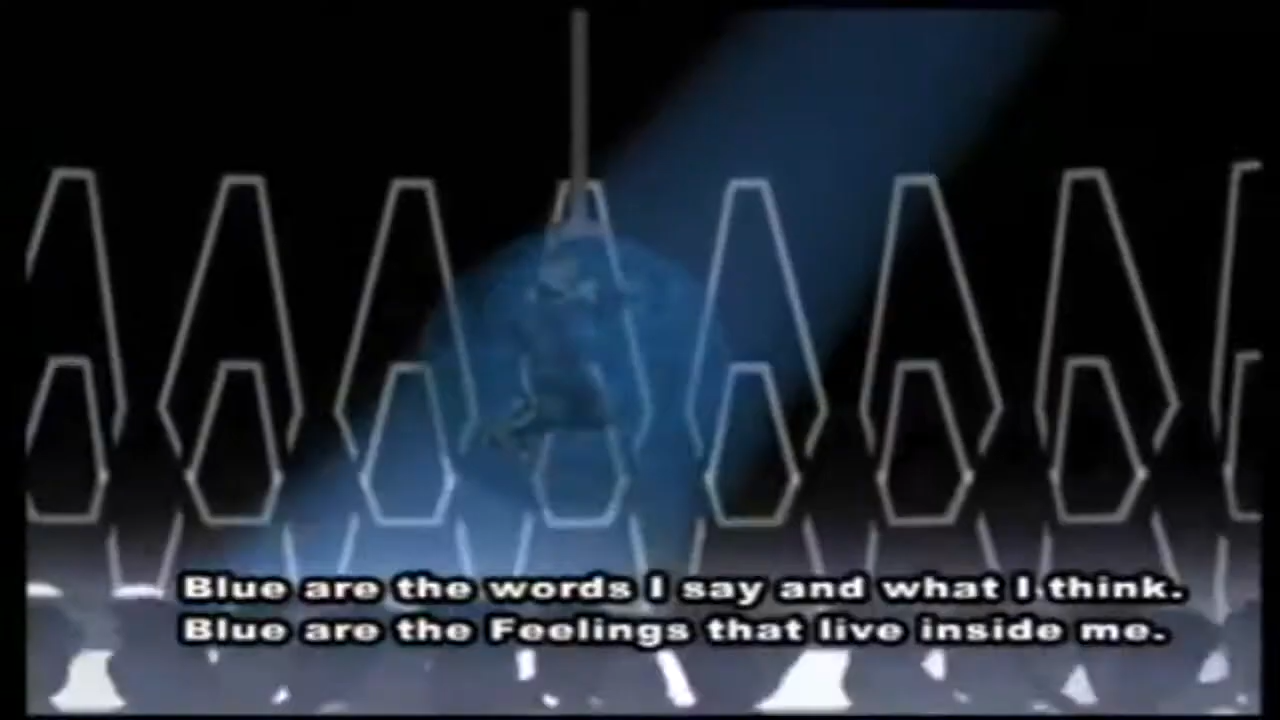 Blue are the words I say and what I think.
Blue are the Feelings that live inside me.